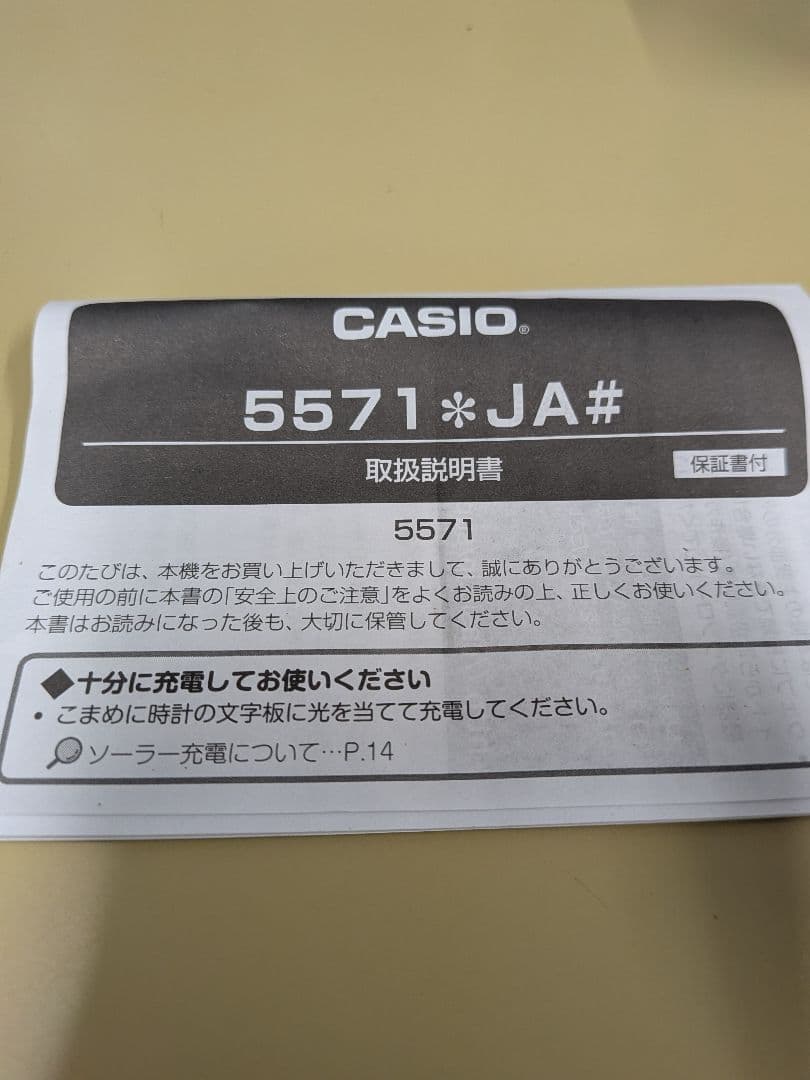 CASIO®
5571＊JA#
取扱説明書
保証書付
5571
このたびは、本機をお買い上げいただきまして、誠にありがとうございます。
ご使用の前に本書の「安全上のご注意」をよくお読みの上、正しくお使いください。
本書はお読みになった後も、大切に保管してください。
◆十分に充電してお使いください
• こまめに時計の文字板に光を当てて充電してください。
ソーラー充電について…P.14